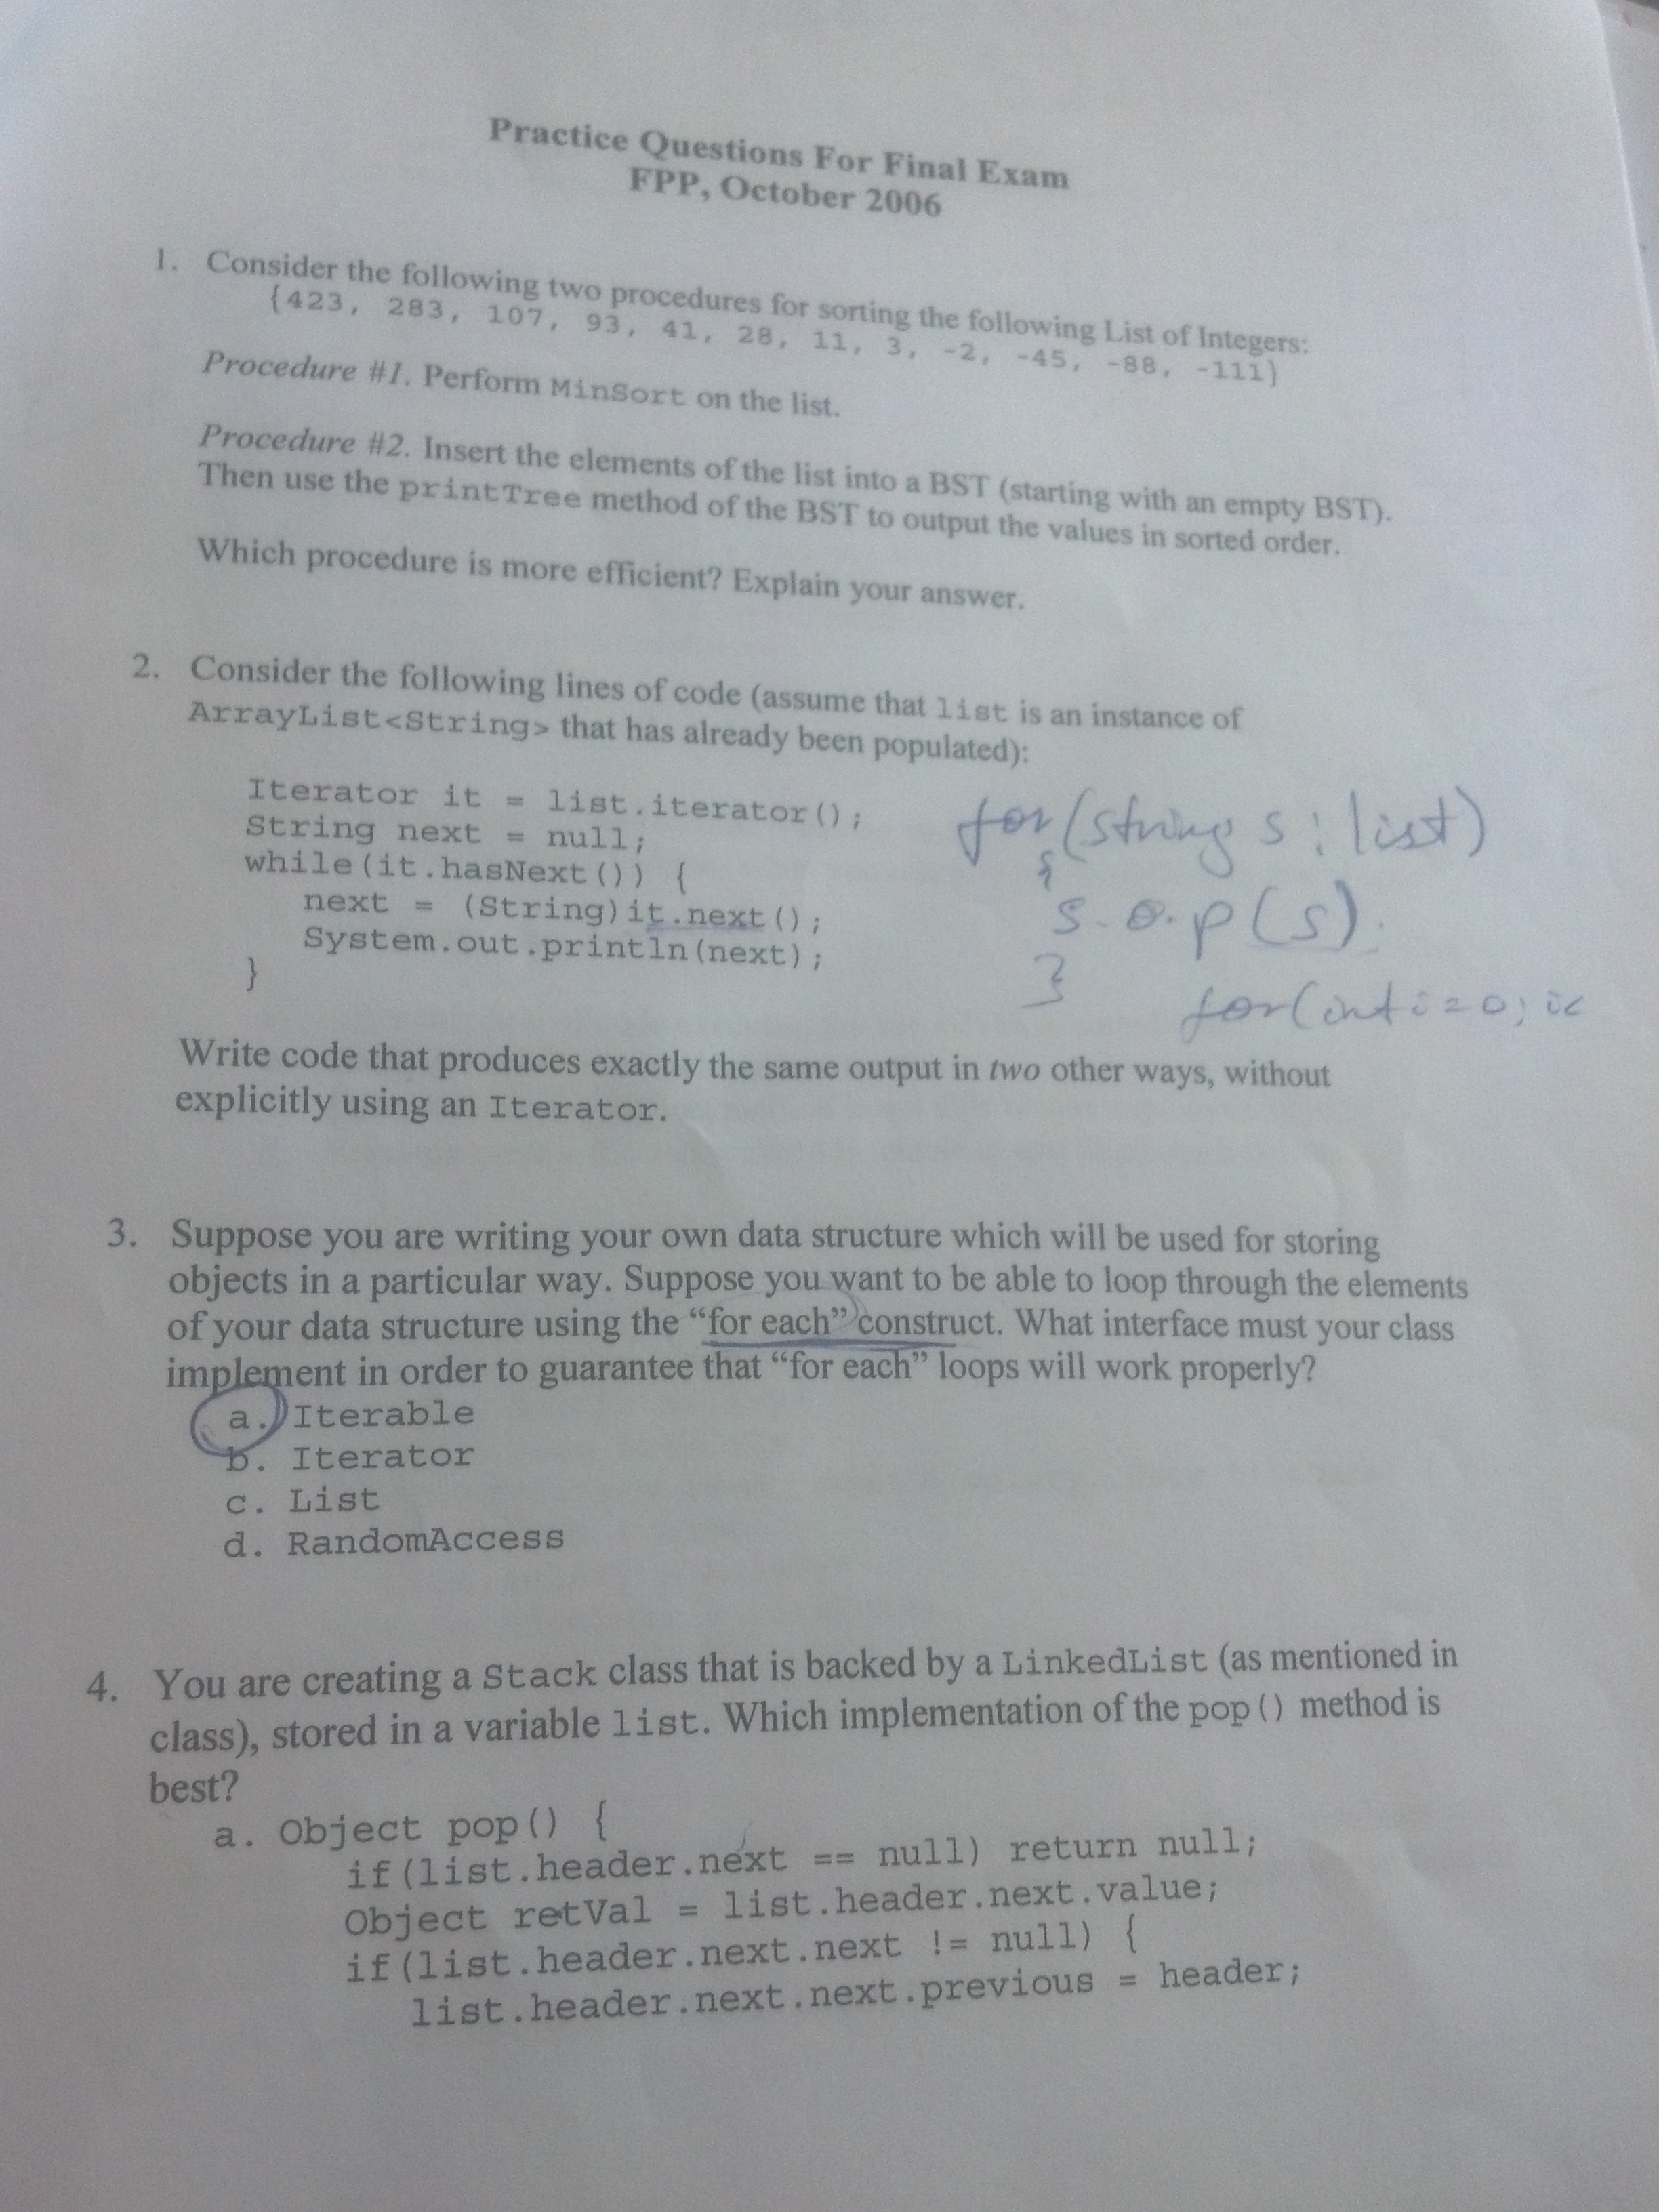 Practice Questions For Final Exam
FPP, October 2006
1. Consider the following two procedures for sorting the following List of Integers:
{423, 283, 107, 93, 41, 28, 11, 3, -2, -45, -88, -111}
Procedure #1. Perform MinSort on the list.
Procedure #2. Insert the elements of the list into a BST (starting with an empty BST).
Then use the printTree method of the BST to output the values in sorted order.
Which procedure is more efficient? Explain your answer.
2. Consider the following lines of code (assume that list is an instance of
ArrayList<String> that has already been populated):
Iterator it = list.iterator();
String next = null;
while(it.hasNext()) {
next = (String)it.next();
System.out.println(next);
}
for(string s : list)
{
s.o.p(s).
}
for(int i=0; i<
Write code that produces exactly the same output in two other ways, without
explicitly using an Iterator.
3. Suppose you are writing your own data structure which will be used for storing
objects in a particular way. Suppose you want to be able to loop through the elements
of your data structure using the “for each” construct. What interface must your class
implement in order to guarantee that “for each” loops will work properly?
a. Iterable
b. Iterator
c. List
d. RandomAccess
4. You are creating a Stack class that is backed by a LinkedList (as mentioned in
class), stored in a variable list. Which implementation of the pop() method is
best?
a. Object pop() {
if(list.header.next == null) return null;
Object retVal = list.header.next.value;
if(list.header.next.next != null) {
list.header.next.next.previous = header;